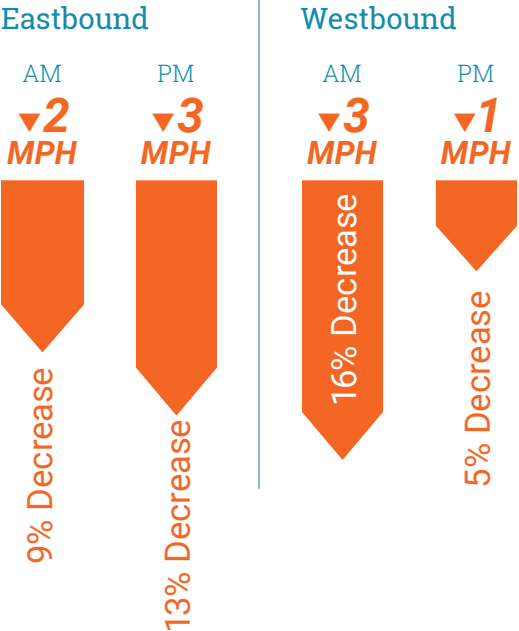 Eastbound
AM
▼2
MPH
9% Decrease
PM
▼3
MPH
13% Decrease
Westbound
AM
▼3
MPH
16% Decrease
PM
▼1
MPH
5% Decrease